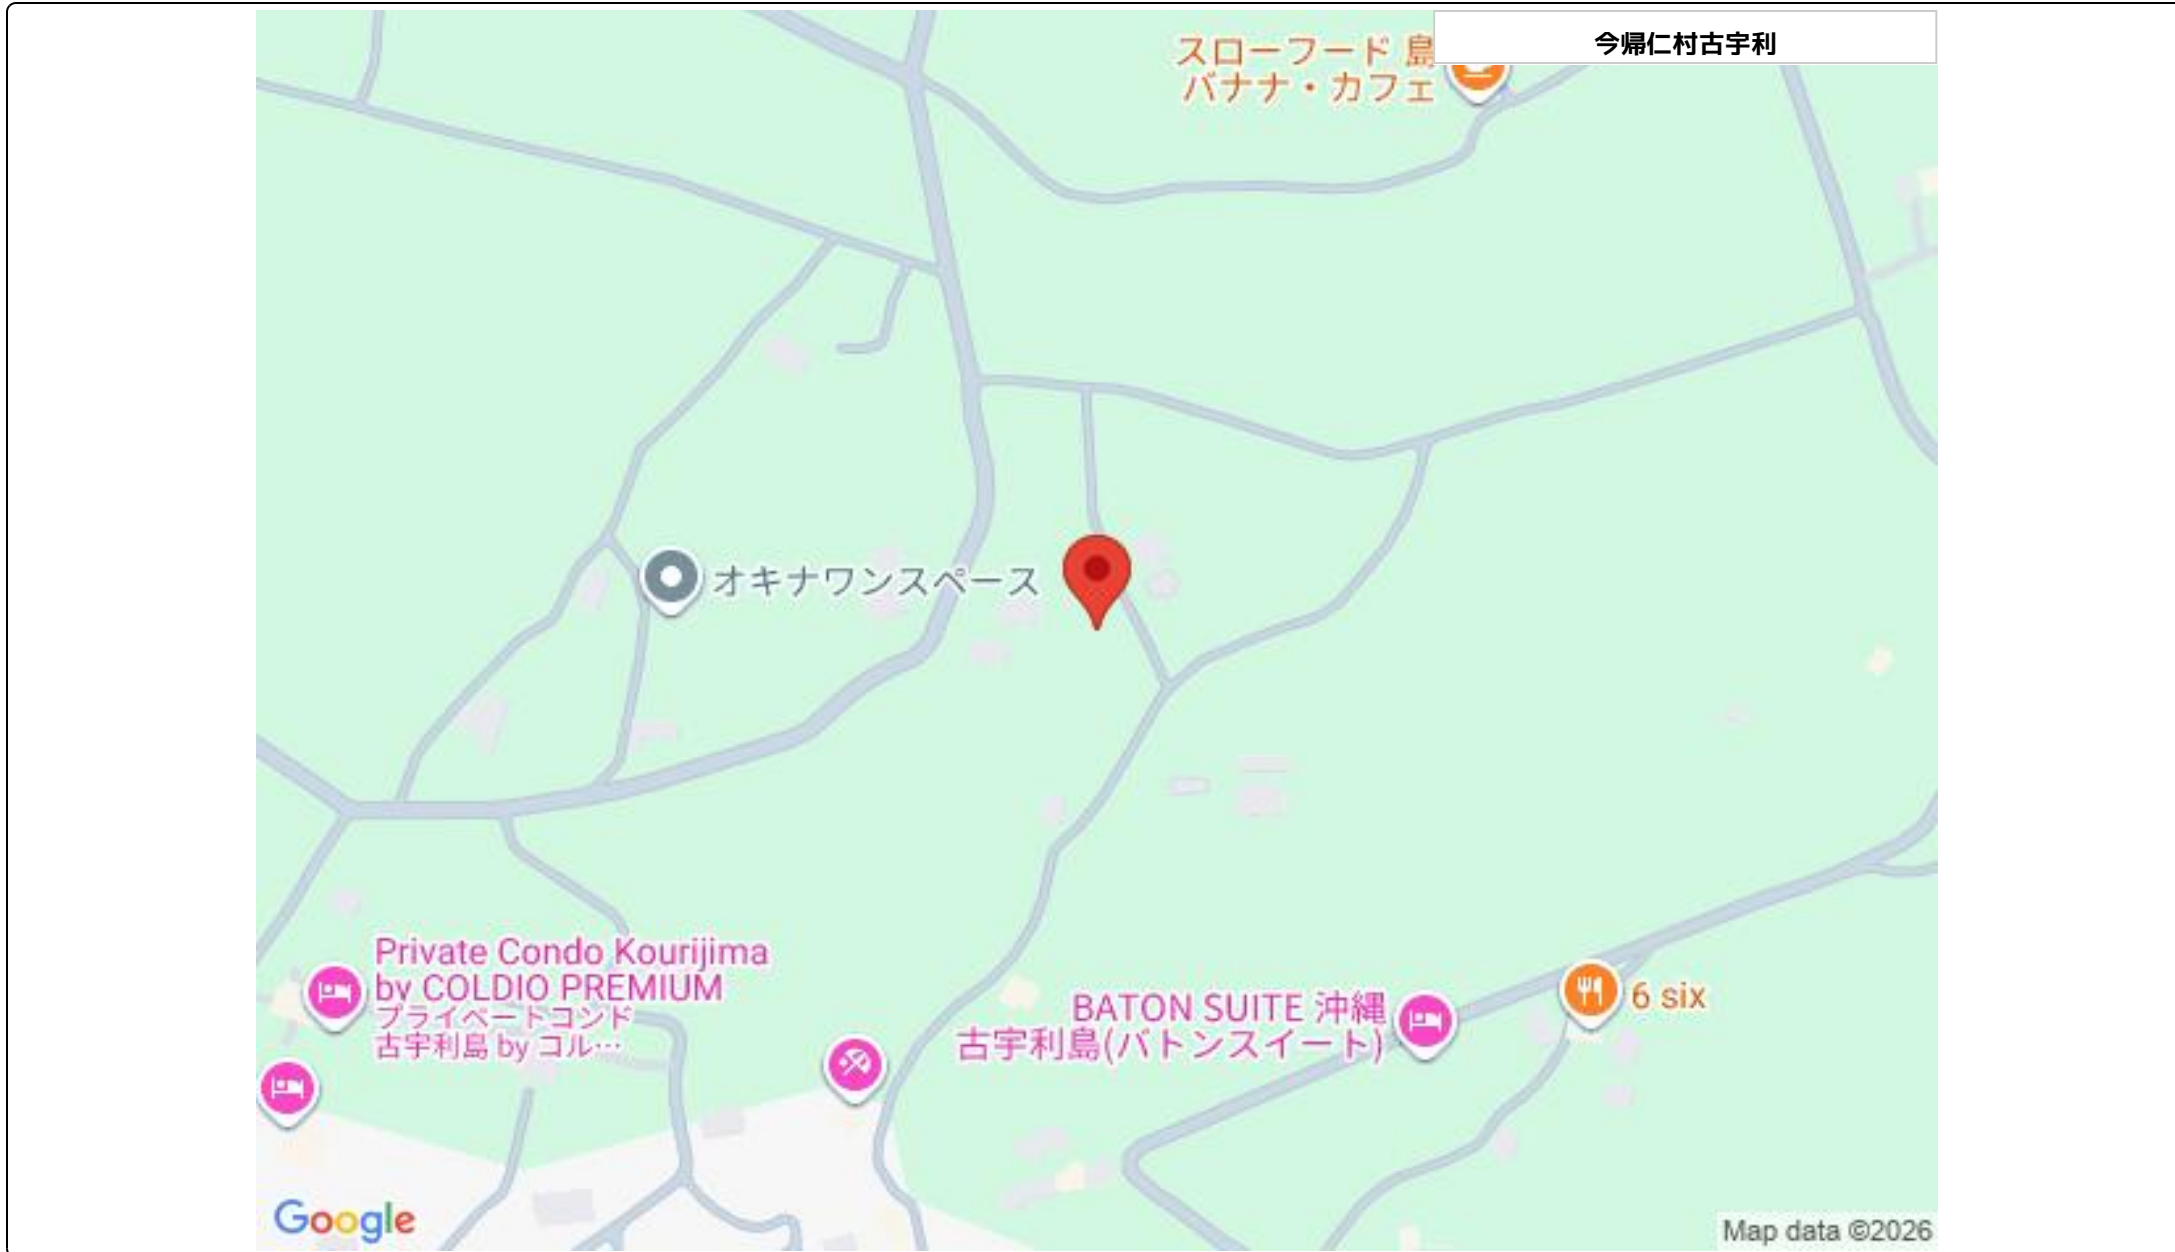 今帰仁村古宇利
スローフード 島
バナナ・カフェ
オキナワンスペース
Private Condo Kourijima
by COLDIO PREMIUM
プライベートコンド
古宇利島 by コル…
BATON SUITE 沖縄
古宇利島(バトンスイート)
6 six
Google
Map data ©2026